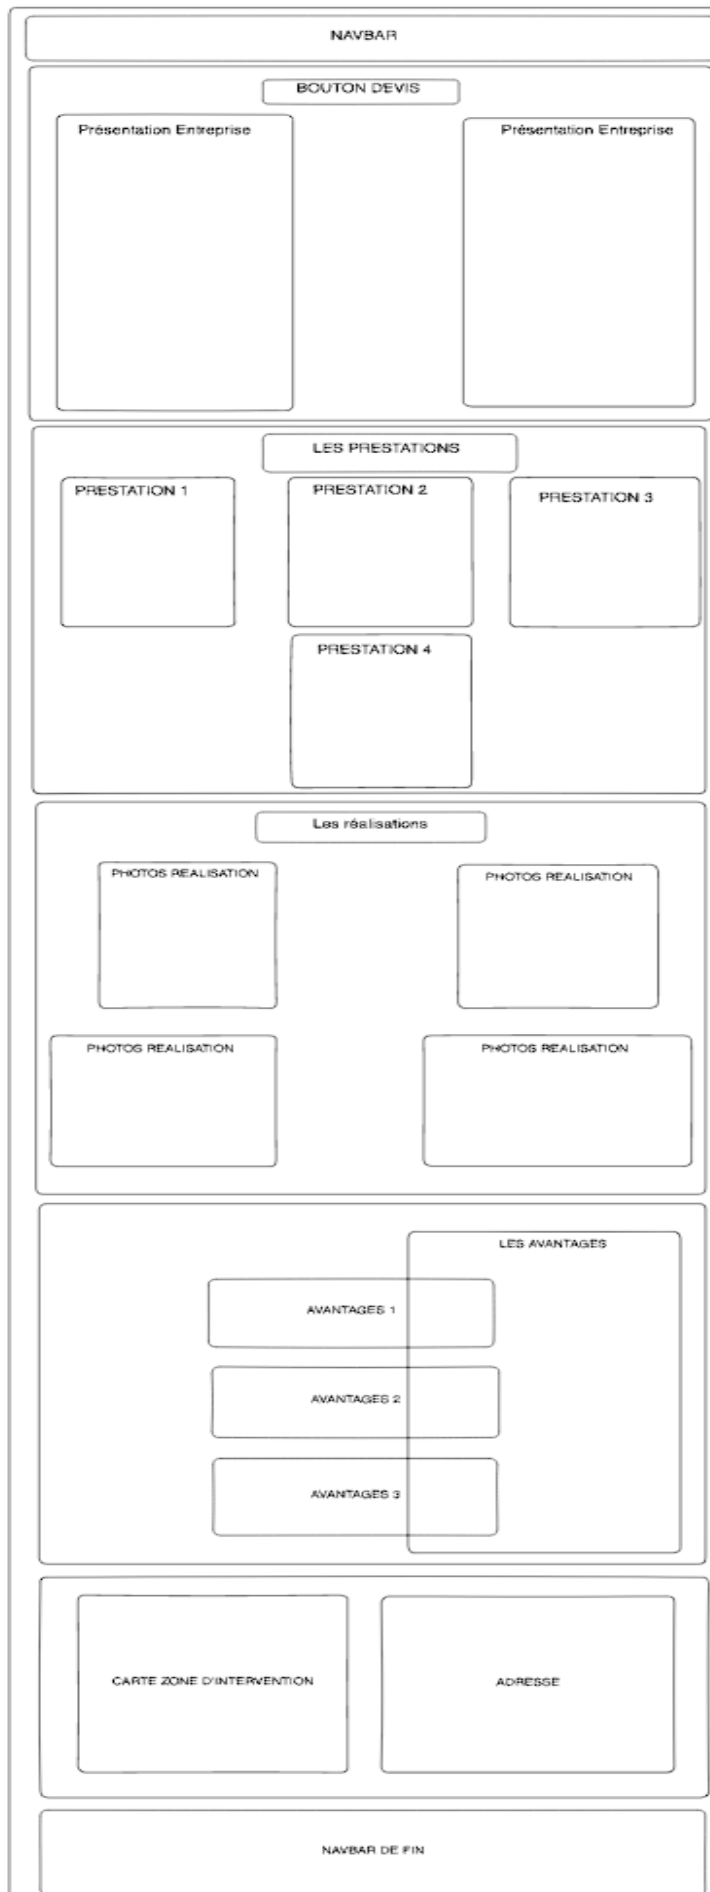 NAVBAR
BOUTON DEVIS
Présentation Entreprise
Présentation Entreprise
LES PRESTATIONS
PRESTATION 1
PRESTATION 2
PRESTATION 3
PRESTATION 4
Les réalisations
PHOTOS REALISATION
PHOTOS REALISATION
PHOTOS REALISATION
PHOTOS REALISATION
LES AVANTAGES
AVANTAGES 1
AVANTAGES 2
AVANTAGES 3
CARTE ZONE D'INTERVENTION
ADRESSE
NAVBAR DE FIN